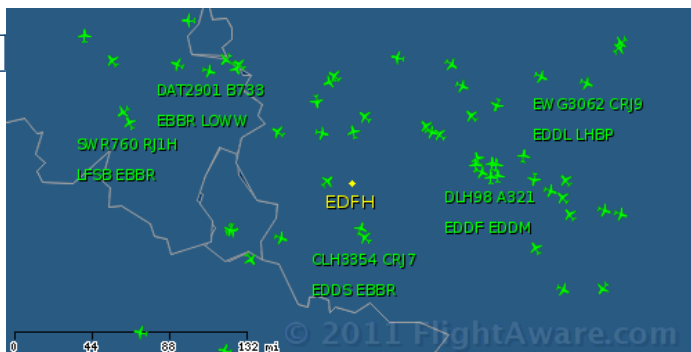 DAT2901 B733
EBBR LOWW
EWG3062 CRJ9
EDDL LHBP
SWR760 RJ1H
LFSB EBBR
EDFH
DLH98 A321
EDDF EDDM
CLH3354 CRJ7
EDDS EBBR
0 44 88 132 mi
© 2011 FlightAware.com